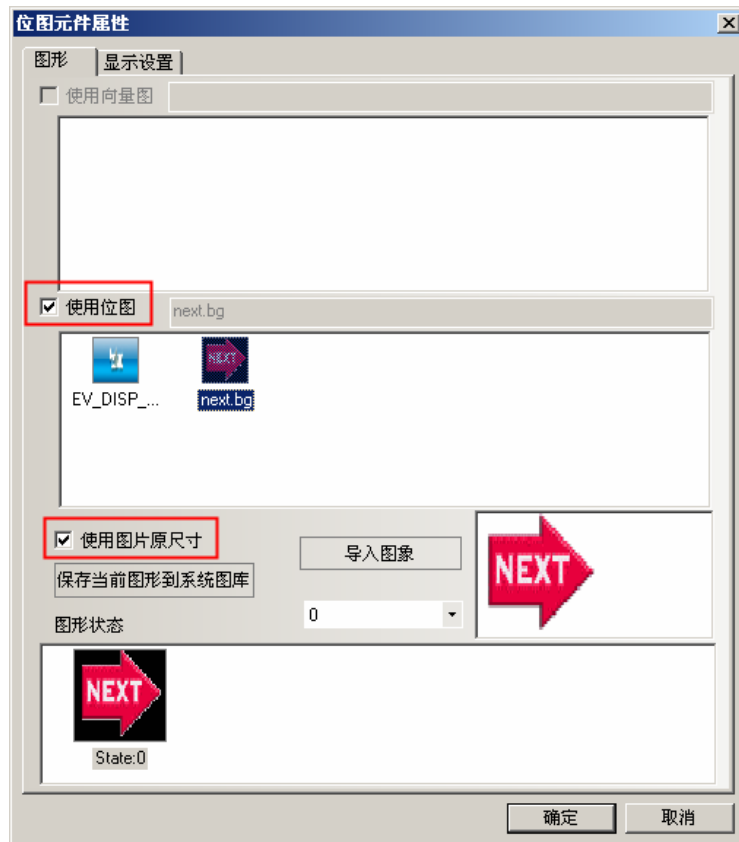 位图元件属性
图形 显示设置
使用向量图
使用位图 next.bg
NEXT
EV_DISP_... next.bg
使用图片原尺寸
导入图象
NEXT
保存当前图形到系统图库
图形状态 0
NEXT
State:0
确定 取消